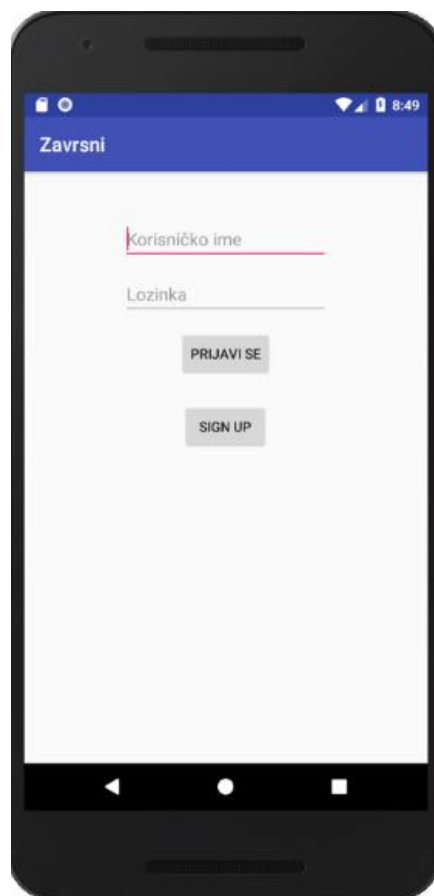 8:49
Zavrsni
Korisničko ime
Lozinka
PRIJAVI SE
SIGN UP